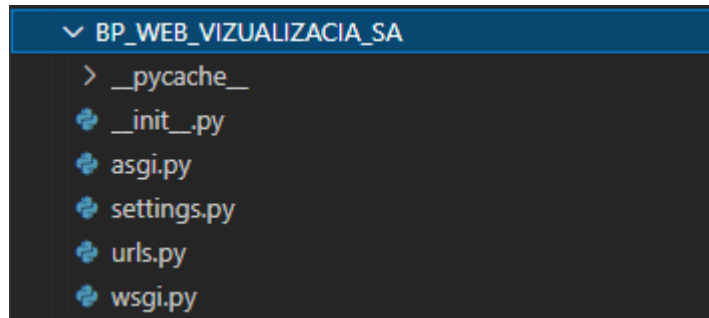 BP_WEB_VIZUALIZACIA_SA
__pycache__
__init__.py
asgi.py
settings.py
urls.py
wsgi.py